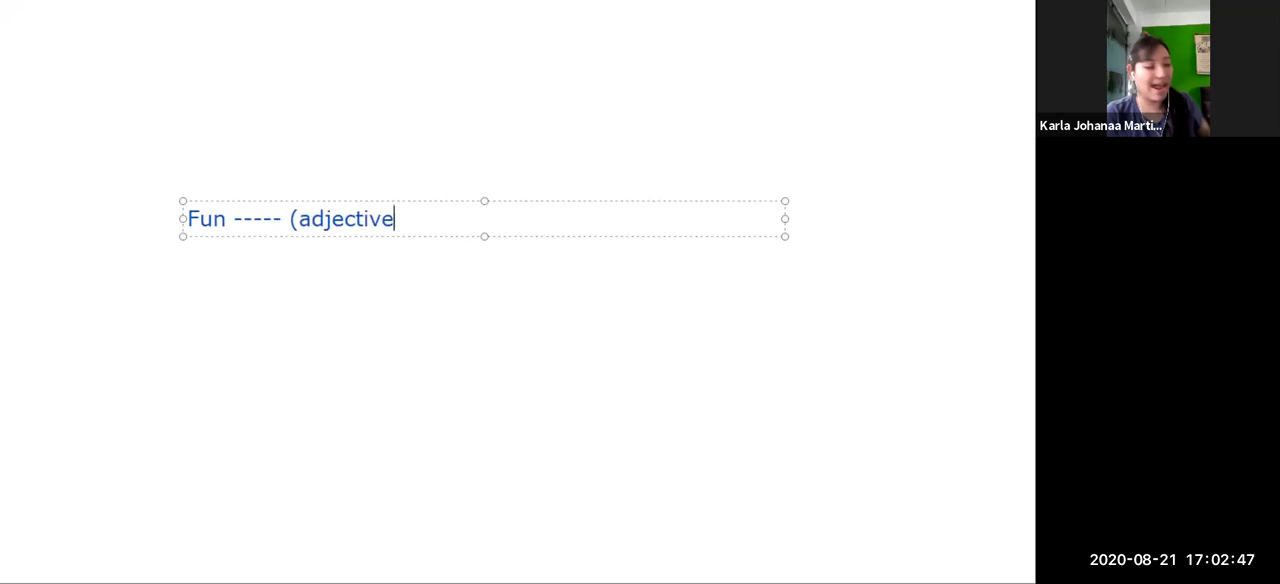 Fun ----- (adjective
Karla Johanaa Marti...
2020-08-21 17:02:47